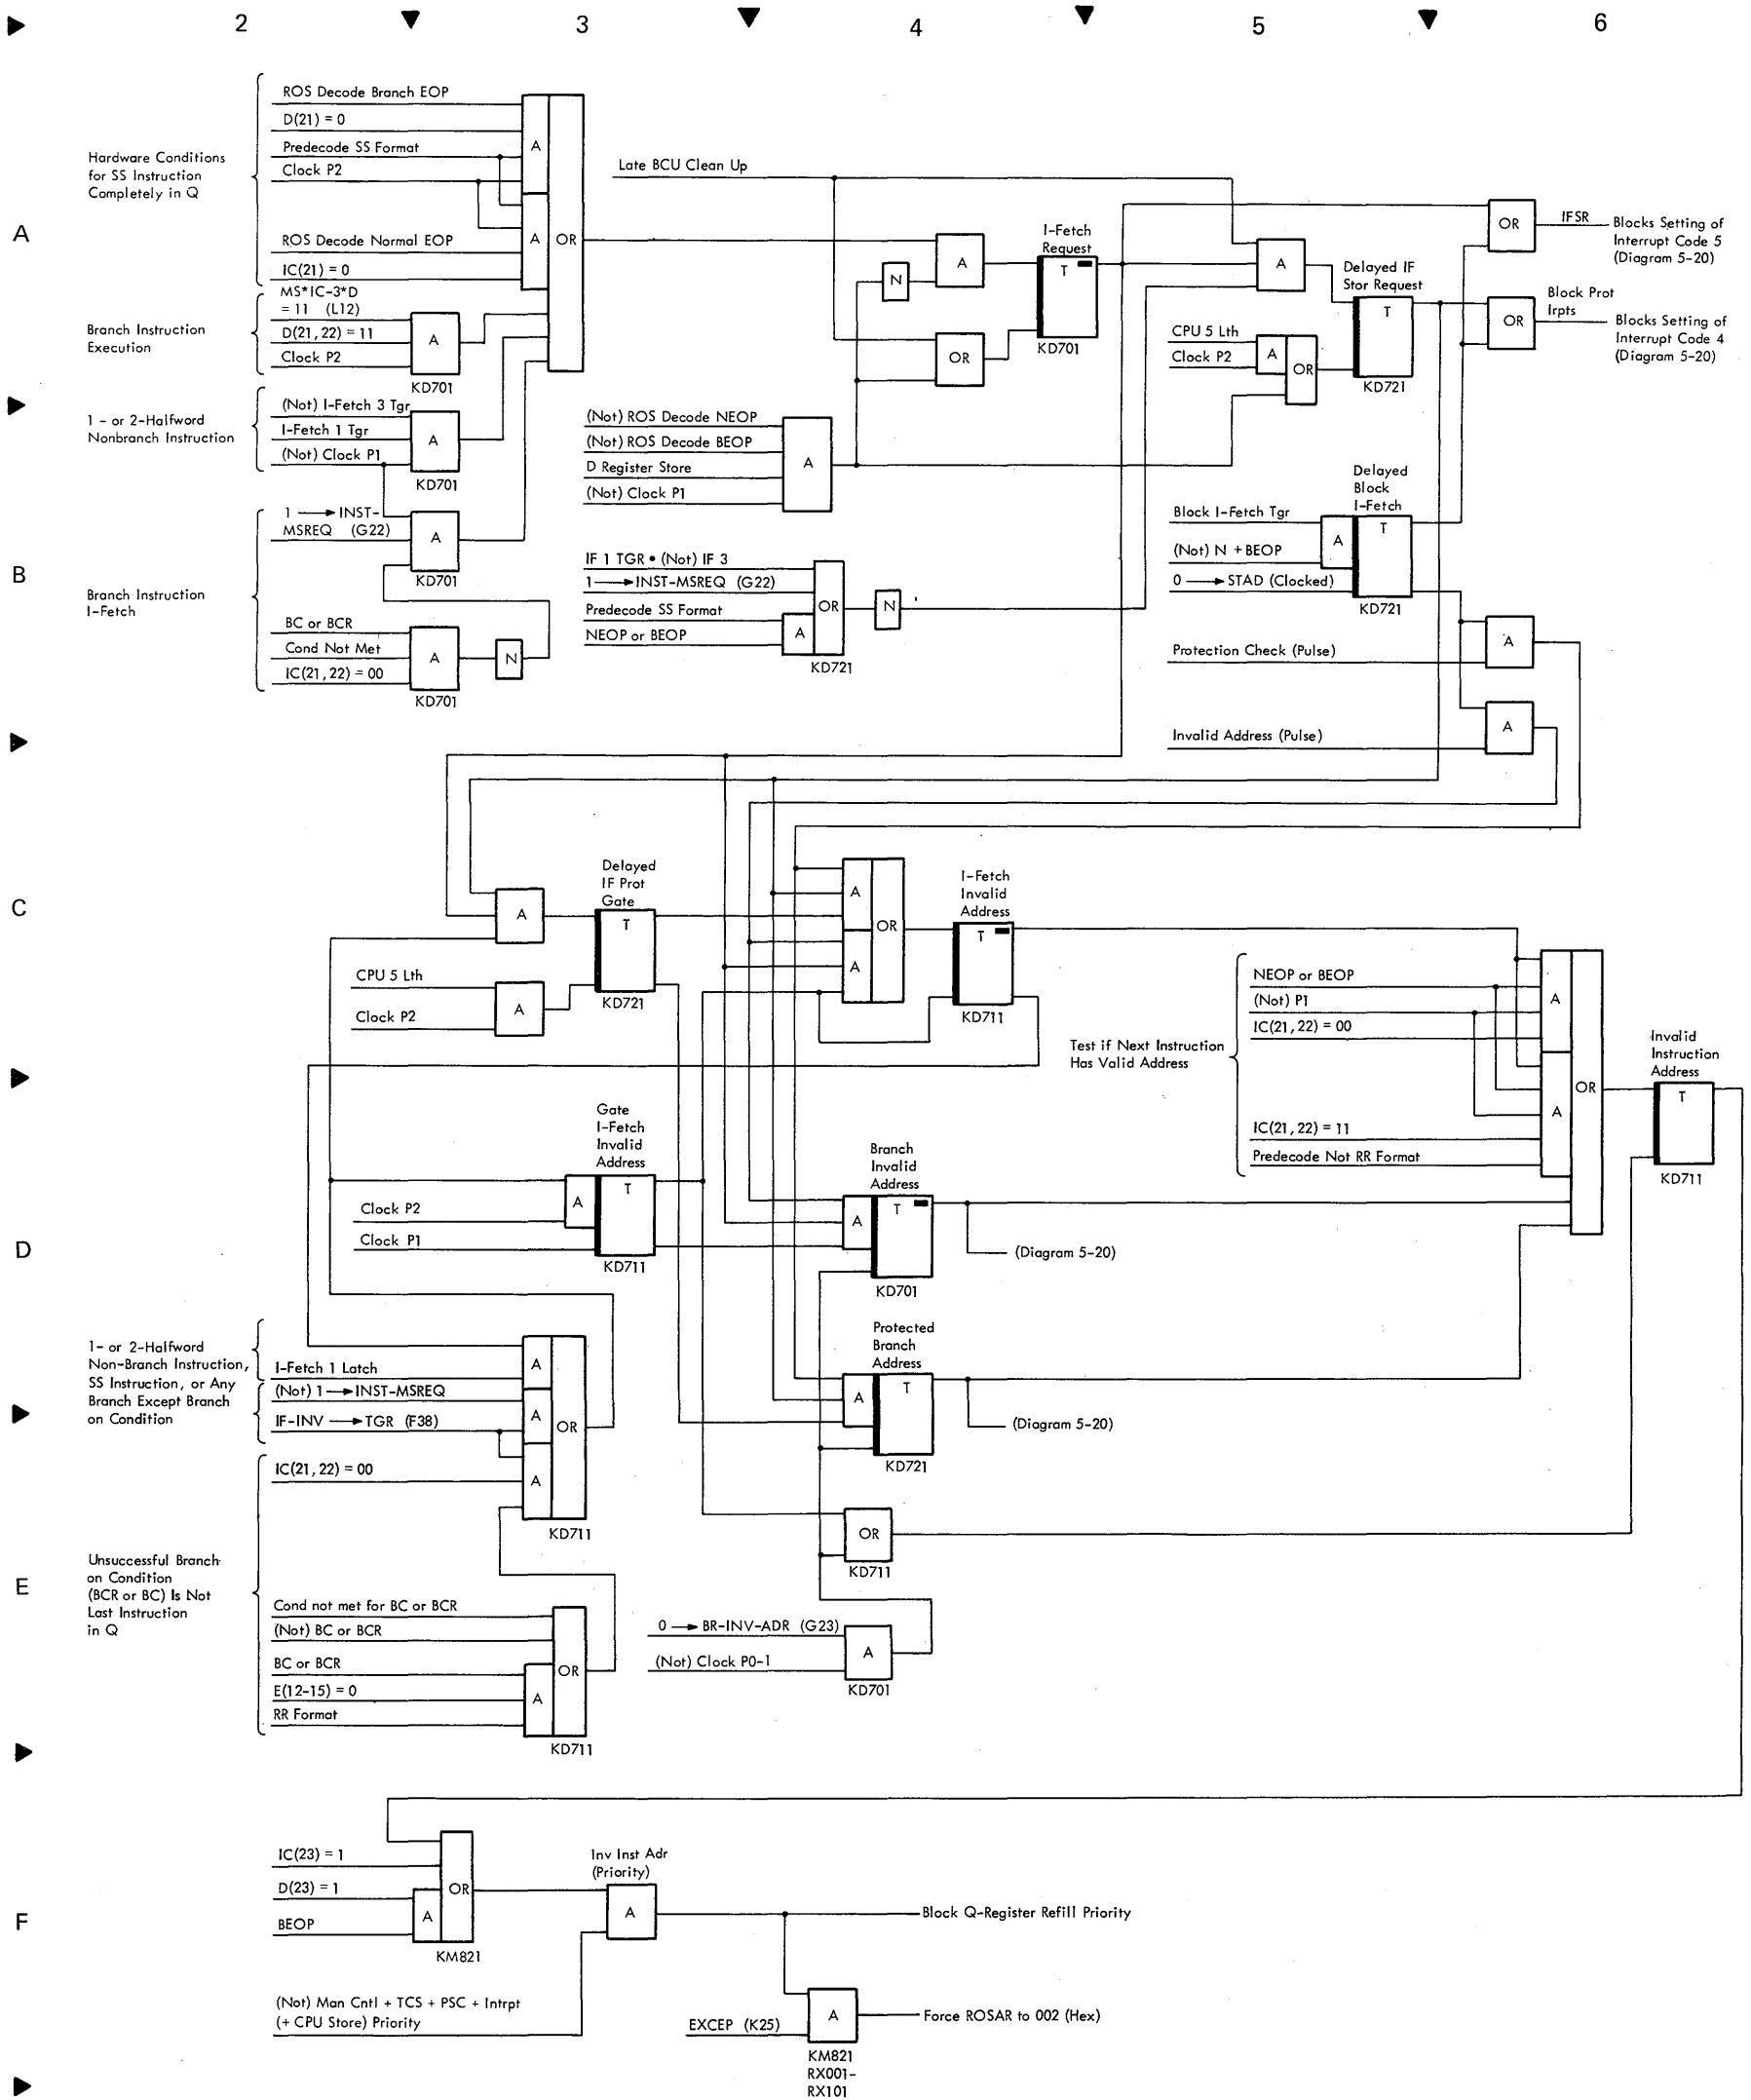 2 3 4 5 6
A
B
C
D
E
F
Hardware Conditions
for SS Instruction
Completely in Q
ROS Decode Branch EOP
D(21) = 0
Predecode SS Format
Clock P2
ROS Decode Normal EOP
IC(21) = 0
A
A
OR
Branch Instruction
Execution
MS*IC-3*D
= 11 (L12)
D(21,22) = 11
Clock P2
A
KD701
1 - or 2-Halfword
Nonbranch Instruction
(Not) I-Fetch 3 Tgr
I-Fetch 1 Tgr
(Not) Clock P1
A
KD701
Branch Instruction
I-Fetch
1 → INST-
MSREQ (G22)
A
KD701
BC or BCR
Cond Not Met
IC(21,22) = 00
A
N
KD701
Late BCU Clean Up
N
A
OR
I-Fetch
Request
T
KD701
(Not) ROS Decode NEOP
(Not) ROS Decode BEOP
D Register Store
(Not) Clock P1
A
IF 1 TGR • (Not) IF 3
1 → INST-MSREQ (G22)
Predecode SS Format
NEOP or BEOP
A
OR
N
KD721
A
CPU 5 Lth
Clock P2
A
OR
Delayed IF
Stor Request
T
KD721
OR
IFSR
Blocks Setting of
Interrupt Code 5
(Diagram 5-20)
OR
Block Prot
Irpts
Blocks Setting of
Interrupt Code 4
(Diagram 5-20)
Delayed
Block
I-Fetch
Block I-Fetch Tgr
(Not) N + BEOP
0 → STAD (Clocked)
A
T
KD721
Protection Check (Pulse)
A
Invalid Address (Pulse)
A
A
Delayed
IF Prot
Gate
T
KD721
CPU 5 Lth
Clock P2
A
A
A
OR
I-Fetch
Invalid
Address
T
KD711
Test if Next Instruction
Has Valid Address
NEOP or BEOP
(Not) P1
IC(21,22) = 00
IC(21,22) = 11
Predecode Not RR Format
A
A
OR
Invalid
Instruction
Address
T
KD711
Gate
I-Fetch
Invalid
Address
Clock P2
Clock P1
A
T
KD711
Branch
Invalid
Address
A
T
KD701
(Diagram 5-20)
Protected
Branch
Address
A
T
KD721
(Diagram 5-20)
1- or 2-Halfword
Non-Branch Instruction,
SS Instruction, or Any
Branch Except Branch
on Condition
I-Fetch 1 Latch
(Not) 1 → INST-MSREQ
IF-INV → TGR (F38)
IC(21,22) = 00
A
A
A
OR
KD711
OR
KD711
Unsuccessful Branch
on Condition
(BCR or BC) Is Not
Last Instruction
in Q
Cond not met for BC or BCR
(Not) BC or BCR
BC or BCR
E(12-15) = 0
RR Format
A
OR
KD711
0 → BR-INV-ADR (G23)
(Not) Clock P0-1
A
KD701
IC(23) = 1
D(23) = 1
BEOP
A
OR
KM821
Inv Inst Adr
(Priority)
A
Block Q-Register Refill Priority
(Not) Man Cntl + TCS + PSC + Intrpt
(+ CPU Store) Priority
EXCEP (K25)
A
Force ROSAR to 002 (Hex)
KM821
RX001-
RX101